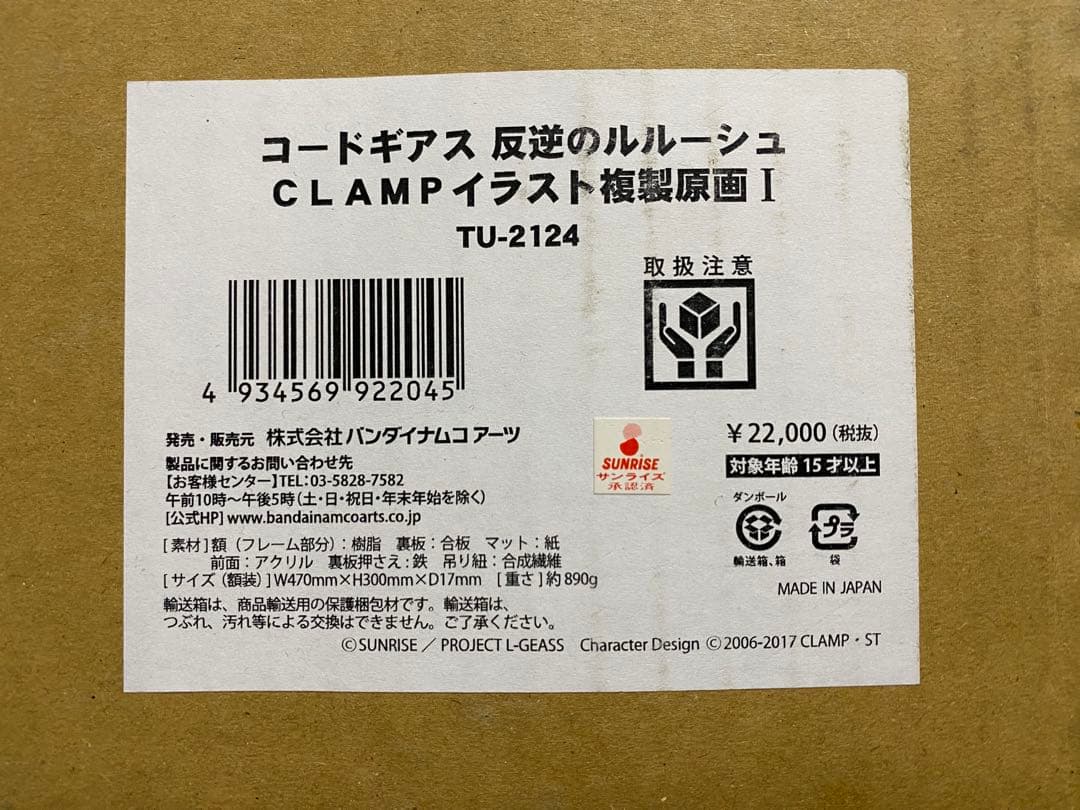 コードギアス 反逆のルルーシュ
CLAMPイラスト複製原画Ⅰ
TU-2124
取扱注意
4 934569 922045
発売・販売元 株式会社 バンダイナムコ アーツ
製品に関するお問い合わせ先
【お客様センター】TEL:03-5828-7582
午前10時〜午後5時(土・日・祝日・年末年始を除く)
[公式HP] www.bandainamcoarts.co.jp
SUNRISE
サンライズ
承認済
¥22,000(税抜)
対象年齢 15才以上
ダンボール
輸送箱、箱
プラ
袋
[素材]額(フレーム部分):樹脂 裏板:合板 マット:紙
前面:アクリル 裏板押さえ:鉄 吊り紐:合成繊維
[サイズ(額装)]W470mm×H300mm×D17mm [重さ]約890g
MADE IN JAPAN
輸送箱は、商品輸送用の保護梱包材です。輸送箱は、
つぶれ、汚れ等による交換はできません。ご了承ください。
©SUNRISE/PROJECT L-GEASS Character Design ©2006-2017 CLAMP・ST